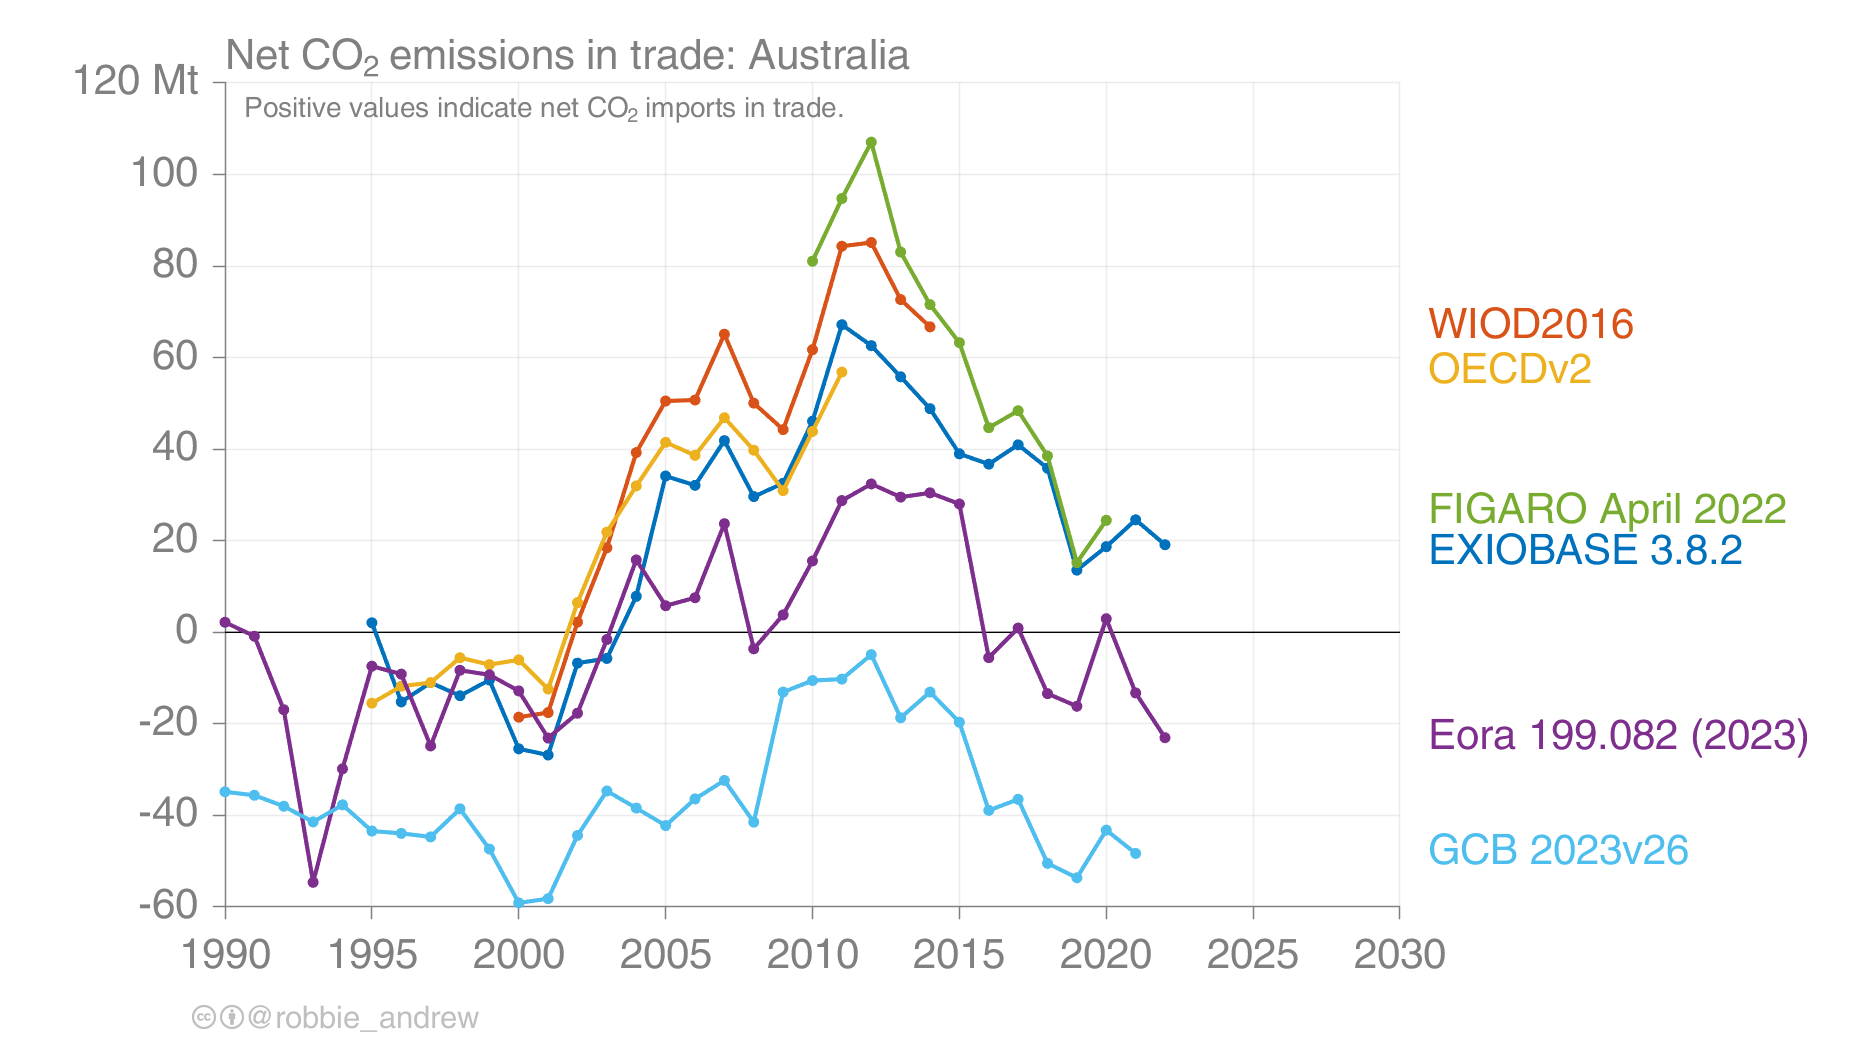 Net CO₂ emissions in trade: Australia
120 Mt
Positive values indicate net CO₂ imports in trade.
100
80
60
40
20
0
-20
-40
-60
WIOD2016
OECDv2
FIGARO April 2022
EXIOBASE 3.8.2
Eora 199.082 (2023)
GCB 2023v26
1990 1995 2000 2005 2010 2015 2020 2025 2030
cc @robbie_andrew